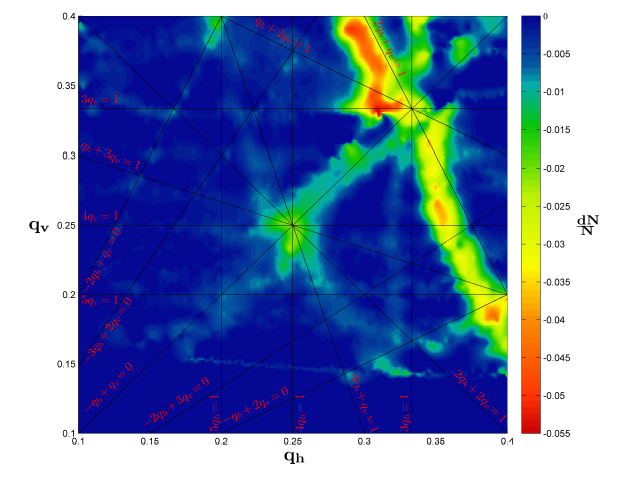 0.4
0.35
0.3
0.25
0.2
0.15
0.1
q_v
0.1
0.15
0.2
0.25
0.3
0.35
0.4
q_h
3q_v = 1
q_h + 3q_v = 1
4q_v = 1
−2q_h + q_v = 0
5q_v = 1
−3q_h + 2q_v = 0
−q_h + q_v = 0
−2q_h + 3q_v = 0
5q_h = 1
−q_h + 2q_v = 0
4q_h = 1
3q_h = 1
2q_h + 2q_v = 1
q_h + 2q_v = 1
0
-0.005
-0.01
-0.015
-0.02
-0.025
-0.03
-0.035
-0.04
-0.045
-0.05
-0.055
dN
N